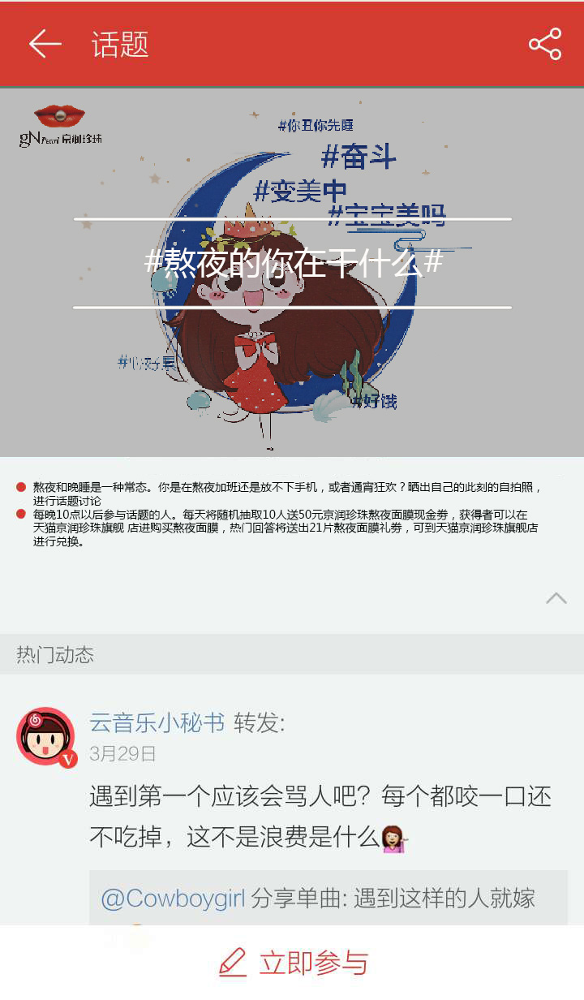 话题
gN Pearl 京润珍珠
#你丑你先睡
#奋斗
#变美中
#宝宝美吗
#熬夜的你在干什么#
#好饿
熬夜和晚睡是一种常态。你是在熬夜加班还是放不下手机，或者通宵狂欢？晒出自己的此刻的自拍照，
进行话题讨论
每晚10点以后参与话题的人。每天将随机抽取10人送50元京润珍珠熬夜面膜现金券，获得者可以在
天猫京润珍珠旗舰 店进购买熬夜面膜，热门回答将送出21片熬夜面膜礼券，可到天猫京润珍珠旗舰店
进行兑换。
热门动态
云音乐小秘书 转发:
V
3月29日
遇到第一个应该会骂人吧？每个都咬一口还
不吃掉，这不是浪费是什么
@Cowboygirl 分享单曲: 遇到这样的人就嫁
立即参与